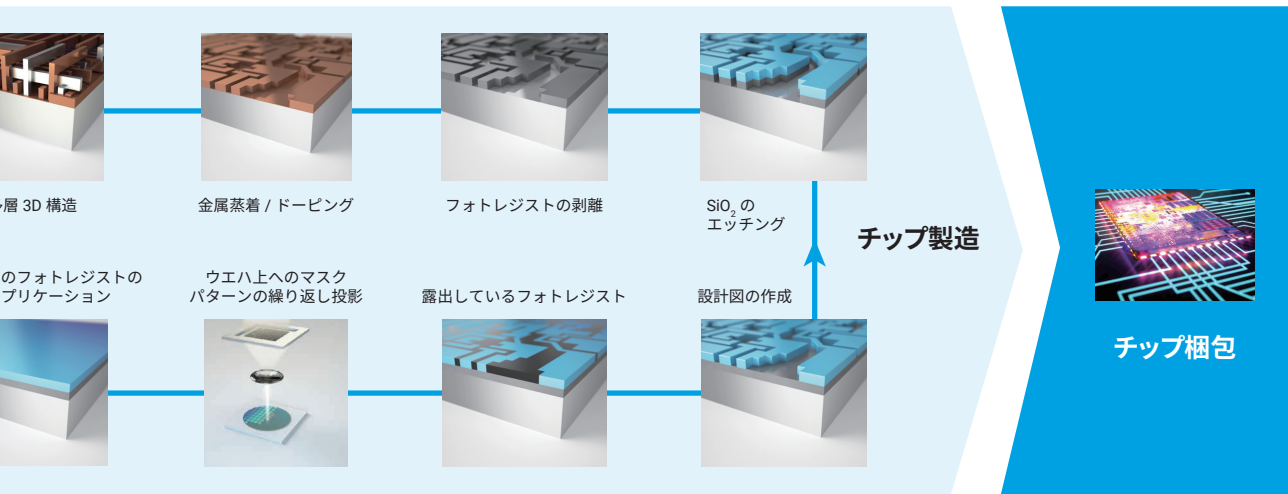 層 3D 構造
金属蒸着 / ドーピング
フォトレジストの剥離
SiO2 の
エッチング
チップ製造
のフォトレジストの
プリケーション
ウエハ上へのマスク
パターンの繰り返し投影
露出しているフォトレジスト
設計図の作成
チップ梱包